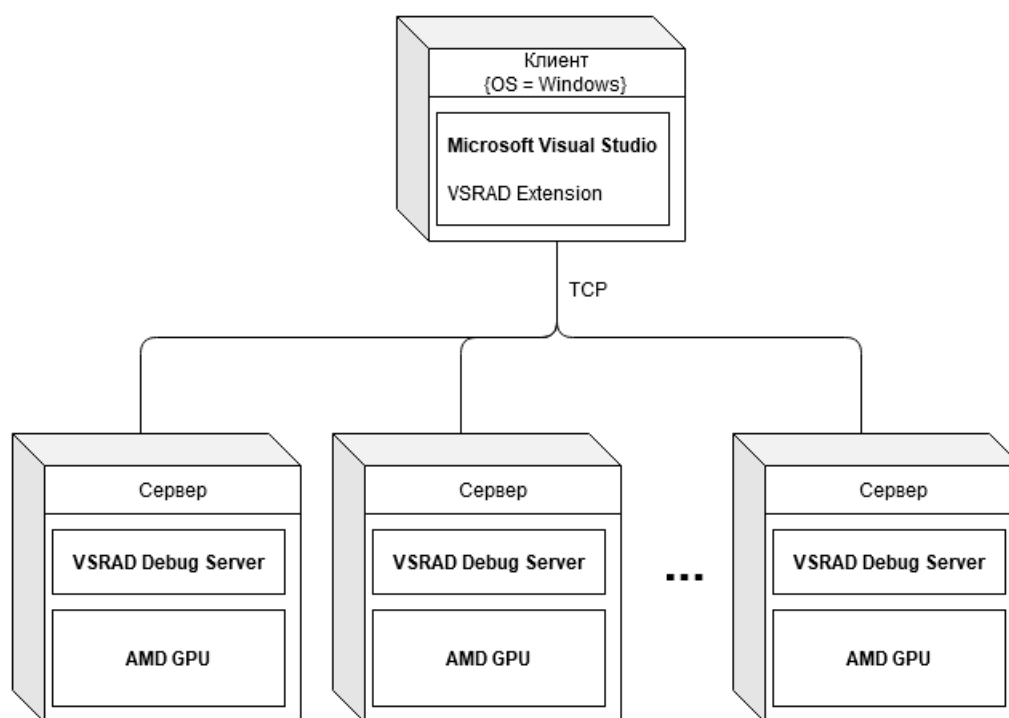 Клиент
{OS = Windows}
Microsoft Visual Studio
VSRAD Extension
TCP
Сервер
VSRAD Debug Server
AMD GPU
Сервер
VSRAD Debug Server
AMD GPU
...
Сервер
VSRAD Debug Server
AMD GPU